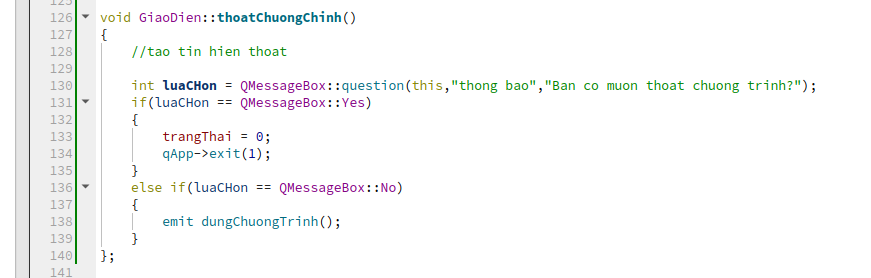 125
126 void GiaoDien::thoatChuongChinh()
127 {
128 //tao tin hien thoat
129
130 int luaCHon = QMessageBox::question(this,"thong bao","Ban co muon thoat chuong trinh?");
131 if(luaCHon == QMessageBox::Yes)
132 {
133 trangThai = 0;
134 qApp->exit(1);
135 }
136 else if(luaCHon == QMessageBox::No)
137 {
138 emit dungChuongTrinh();
139 }
140 };
141